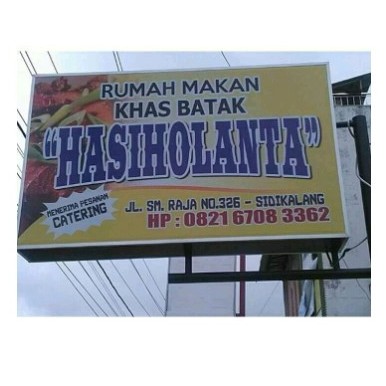 RUMAH MAKAN
KHAS BATAK
"HASIHOLANTA"
MENERIMA PESANAN
CATERING
JL. SM. RAJA NO.326 - SIDIKALANG
HP : 0821 6708 3362